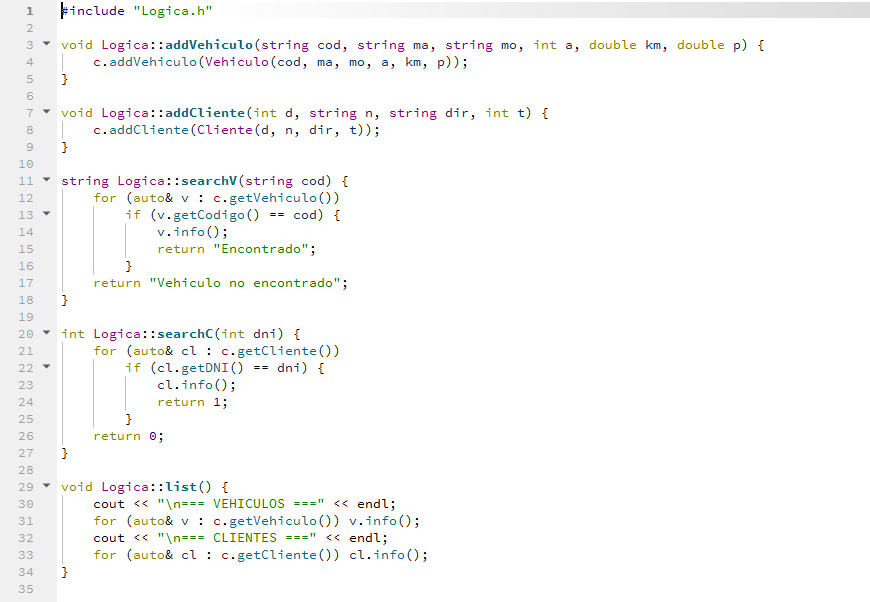 1 #include "Logica.h"
2
3 void Logica::addVehiculo(string cod, string ma, string mo, int a, double km, double p) {
4     c.addVehiculo(Vehiculo(cod, ma, mo, a, km, p));
5 }
6
7 void Logica::addCliente(int d, string n, string dir, int t) {
8     c.addCliente(Cliente(d, n, dir, t));
9 }
10
11 string Logica::searchV(string cod) {
12     for (auto& v : c.getVehiculo())
13         if (v.getCodigo() == cod) {
14             v.info();
15             return "Encontrado";
16         }
17     return "Vehiculo no encontrado";
18 }
19
20 int Logica::searchC(int dni) {
21     for (auto& cl : c.getCliente())
22         if (cl.getDNI() == dni) {
23             cl.info();
24             return 1;
25         }
26     return 0;
27 }
28
29 void Logica::list() {
30     cout << "\n=== VEHICULOS ===" << endl;
31     for (auto& v : c.getVehiculo()) v.info();
32     cout << "\n=== CLIENTES ===" << endl;
33     for (auto& cl : c.getCliente()) cl.info();
34 }
35